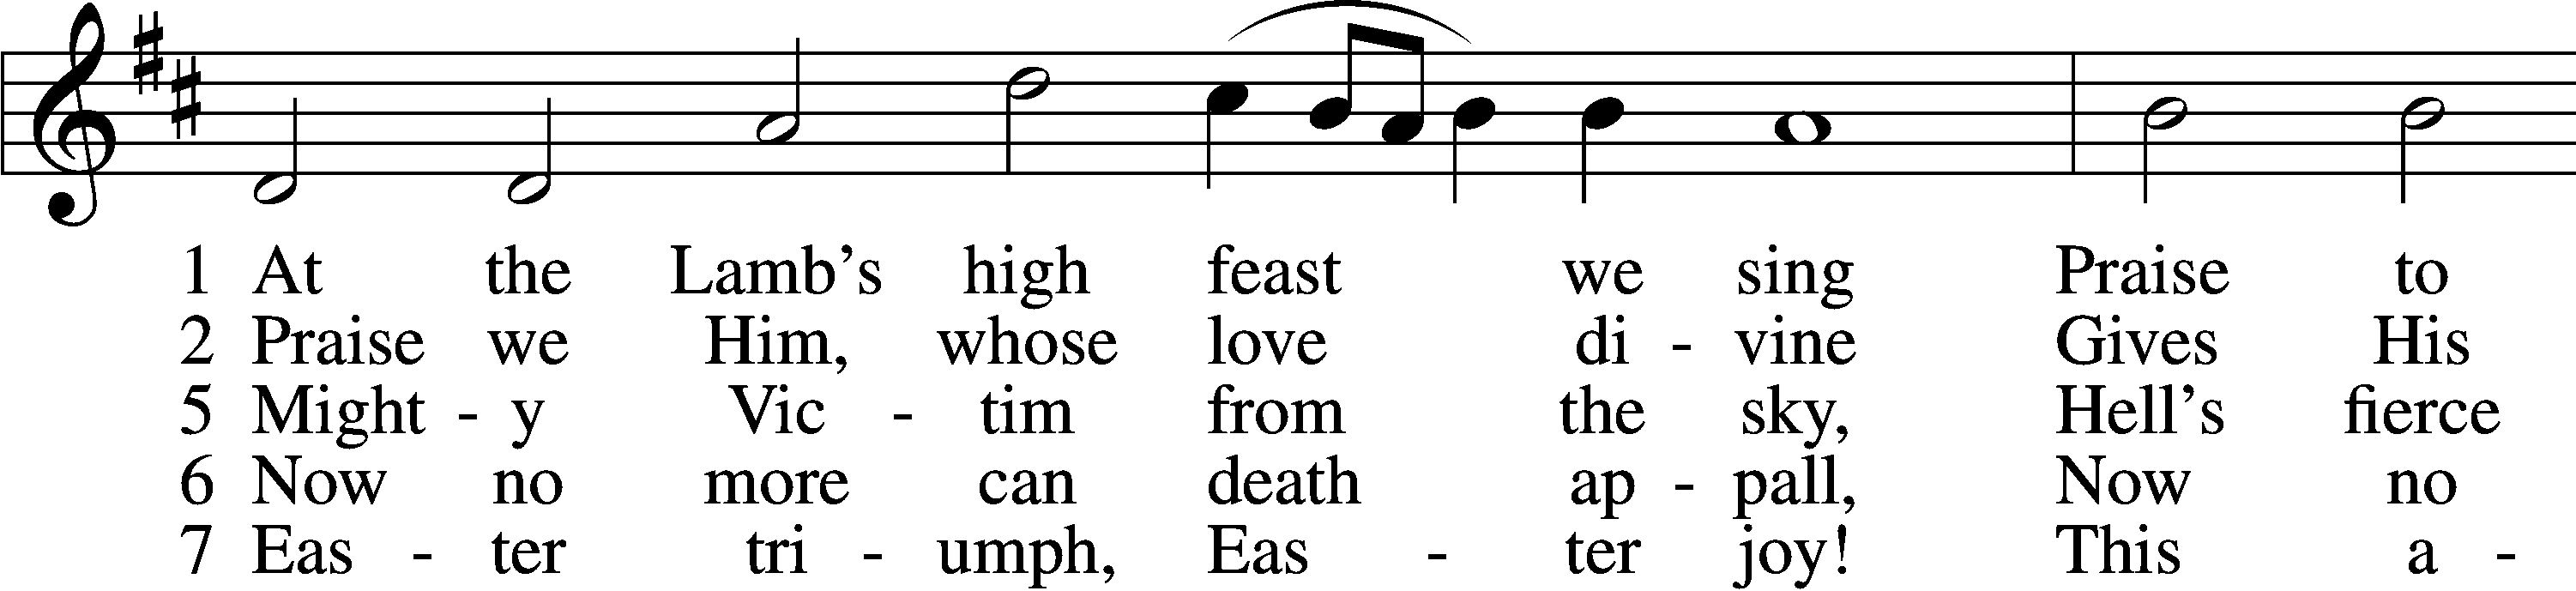 1 At the Lamb’s high feast we sing Praise to
2 Praise we Him, whose love di - vine Gives His
5 Might - y Vic - tim from the sky, Hell’s fierce
6 Now no more can death ap - pall, Now no
7 Eas - ter tri - umph, Eas - ter joy! This a -